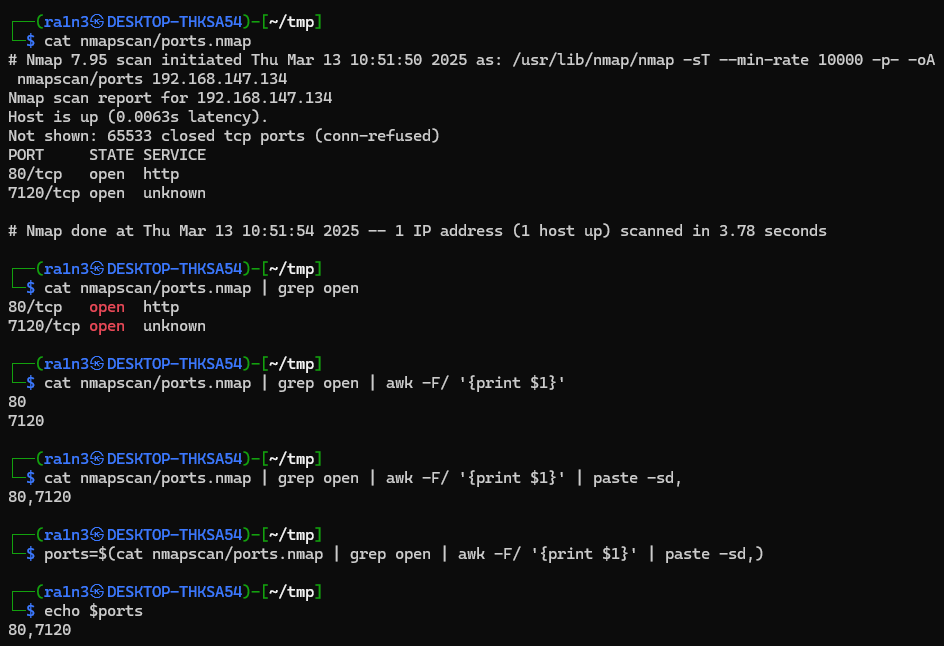 ┌──(ra1n3㉿DESKTOP-THKSA54)-[~/tmp]
└─$ cat nmapscan/ports.nmap
# Nmap 7.95 scan initiated Thu Mar 13 10:51:50 2025 as: /usr/lib/nmap/nmap -sT --min-rate 10000 -p- -oA
 nmapscan/ports 192.168.147.134
Nmap scan report for 192.168.147.134
Host is up (0.0063s latency).
Not shown: 65533 closed tcp ports (conn-refused)
PORT     STATE SERVICE
80/tcp   open  http
7120/tcp open  unknown

# Nmap done at Thu Mar 13 10:51:54 2025 -- 1 IP address (1 host up) scanned in 3.78 seconds

┌──(ra1n3㉿DESKTOP-THKSA54)-[~/tmp]
└─$ cat nmapscan/ports.nmap | grep open
80/tcp   open  http
7120/tcp open  unknown

┌──(ra1n3㉿DESKTOP-THKSA54)-[~/tmp]
└─$ cat nmapscan/ports.nmap | grep open | awk -F/ '{print $1}'
80
7120

┌──(ra1n3㉿DESKTOP-THKSA54)-[~/tmp]
└─$ cat nmapscan/ports.nmap | grep open | awk -F/ '{print $1}' | paste -sd,
80,7120

┌──(ra1n3㉿DESKTOP-THKSA54)-[~/tmp]
└─$ ports=$(cat nmapscan/ports.nmap | grep open | awk -F/ '{print $1}' | paste -sd,)

┌──(ra1n3㉿DESKTOP-THKSA54)-[~/tmp]
└─$ echo $ports
80,7120